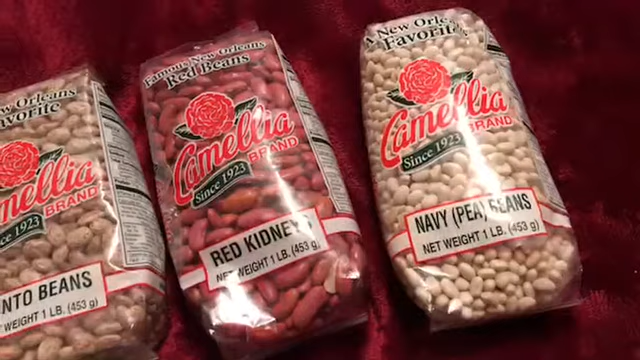 New Orleans
Camellia
BRAND
Since 1923
BEANS
WEIGHT 1 LB. (453 g)
Famous New Orleans
Red Beans
Camellia
BRAND
Since 1923
RED KIDNEY
NET WEIGHT 1 LB. (453 g)
A New Orleans
Favorite
Camellia
BRAND
Since 1923
NAVY (PEA) BEANS
NET WEIGHT 1 LB. (453 g)